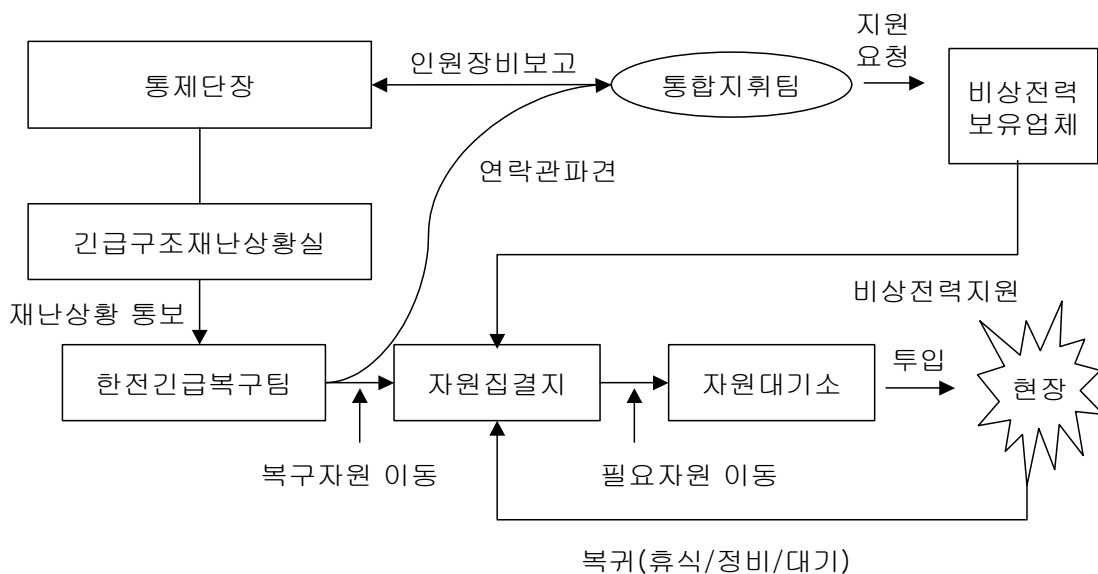 지원
요청
인원장비보고
통제단장
통합지휘팀
비상전력
보유업체
연락관파견
긴급구조재난상황실
비상전력지원
재난상황 통보
한전긴급복구팀
자원집결지
자원대기소
투입
현장
복구자원 이동
필요자원 이동
복귀(휴식/정비/대기)